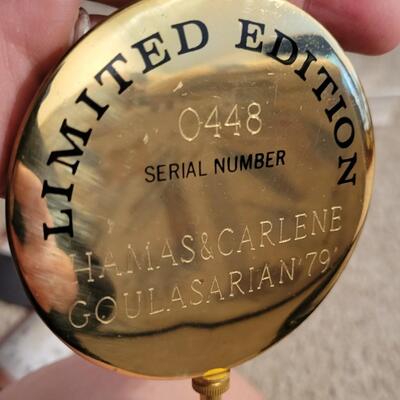 LIMITED EDITION
0448
SERIAL NUMBER
HAMAS&CARLENE
GOULASARIAN '79'